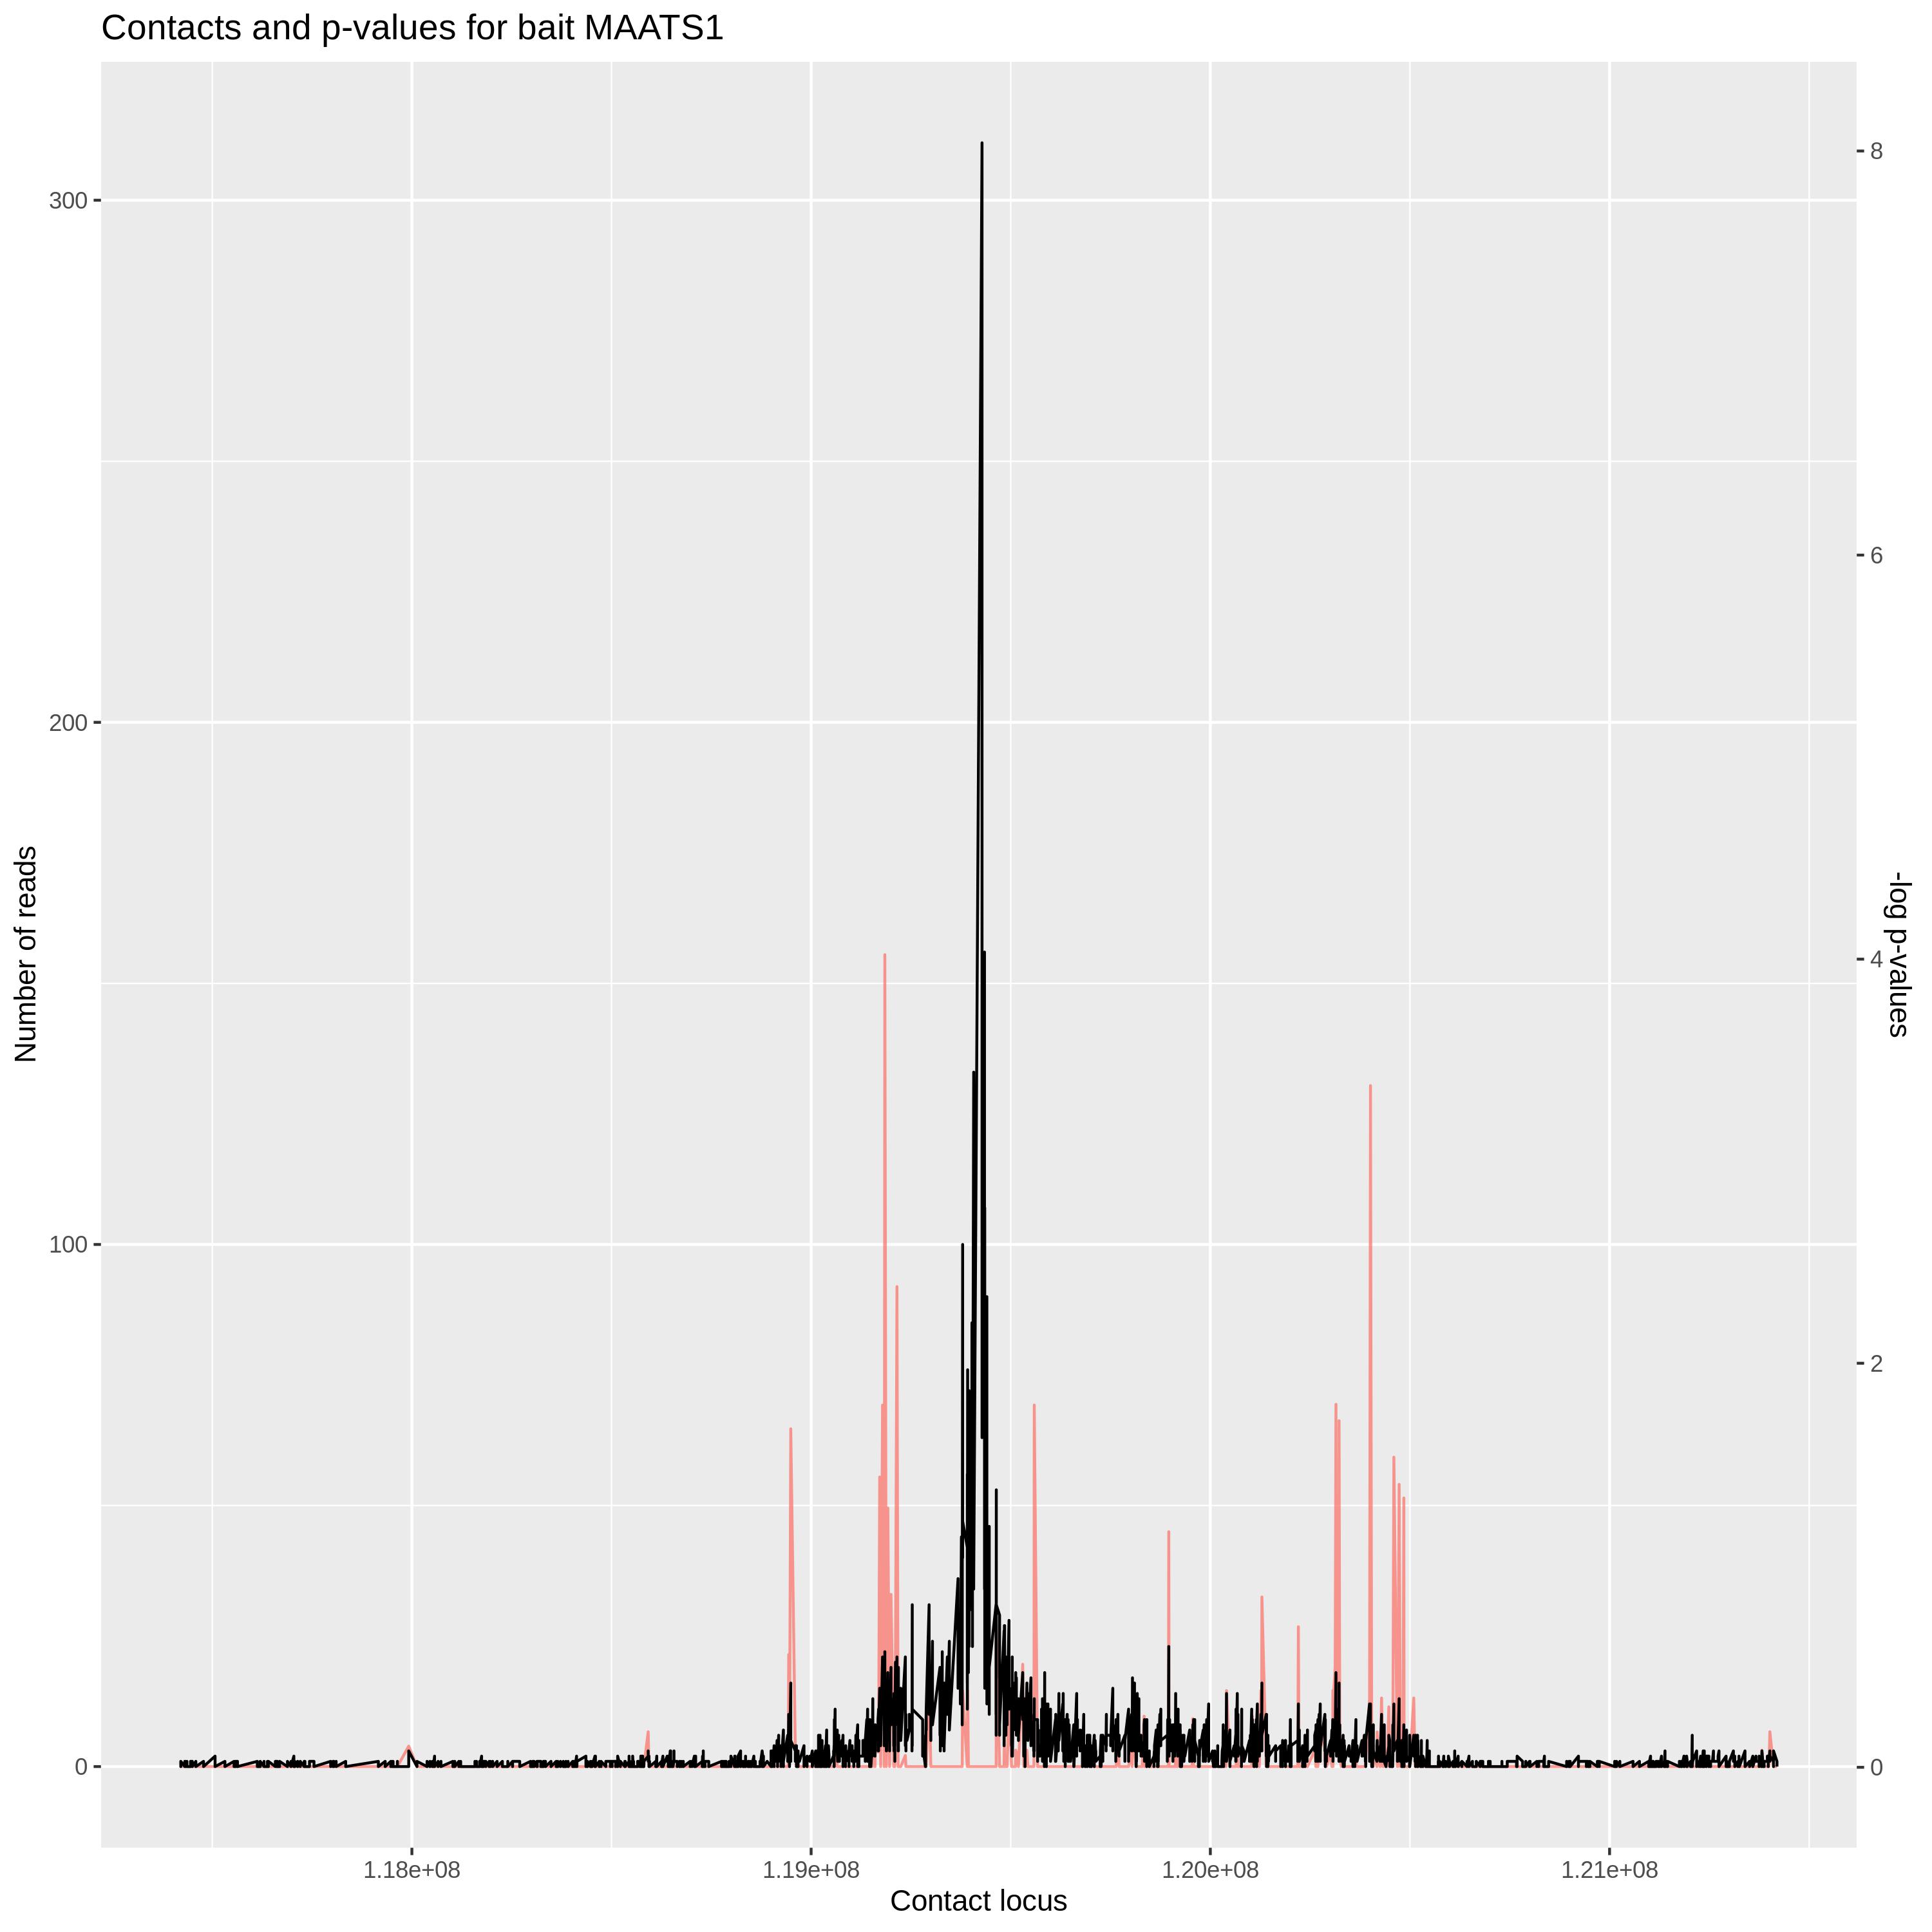 Contacts and p-values for bait MAATS1
300
200
100
0
Number of reads
8
6
4
2
0
-log p-values
1.18e+08
1.19e+08
1.20e+08
1.21e+08
Contact locus